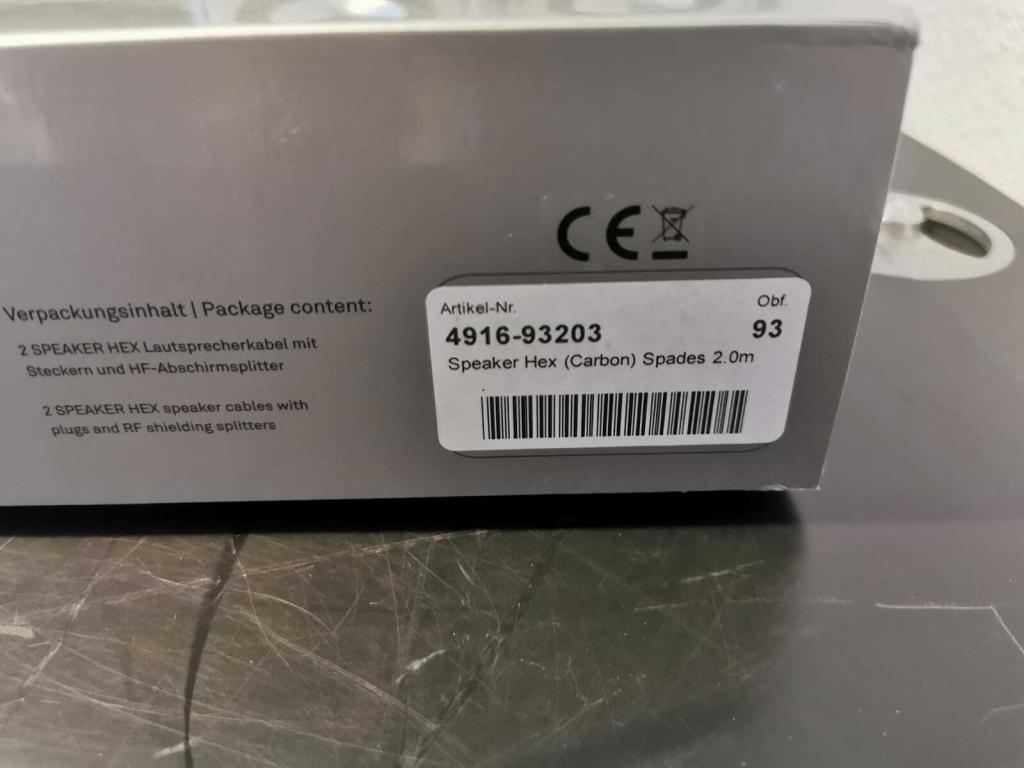 CE
Verpackungsinhalt | Package content:
2 SPEAKER HEX Lautsprecherkabel mit
Steckern und HF-Abschirmsplitter
2 SPEAKER HEX speaker cables with
plugs and RF shielding splitters
Artikel-Nr. Obf.
4916-93203 93
Speaker Hex (Carbon) Spades 2.0m